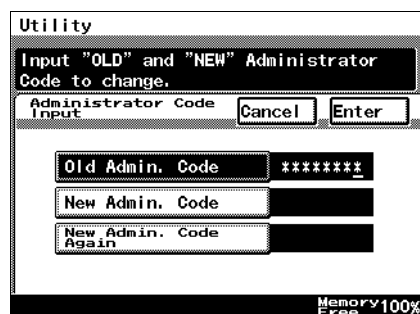 Utility
Input "OLD" and "NEW" Administrator
Code to change.
Administrator Code
Input
Cancel
Enter
Old Admin. Code
********
New Admin. Code
New Admin. Code
Again
Memory
Free 100%